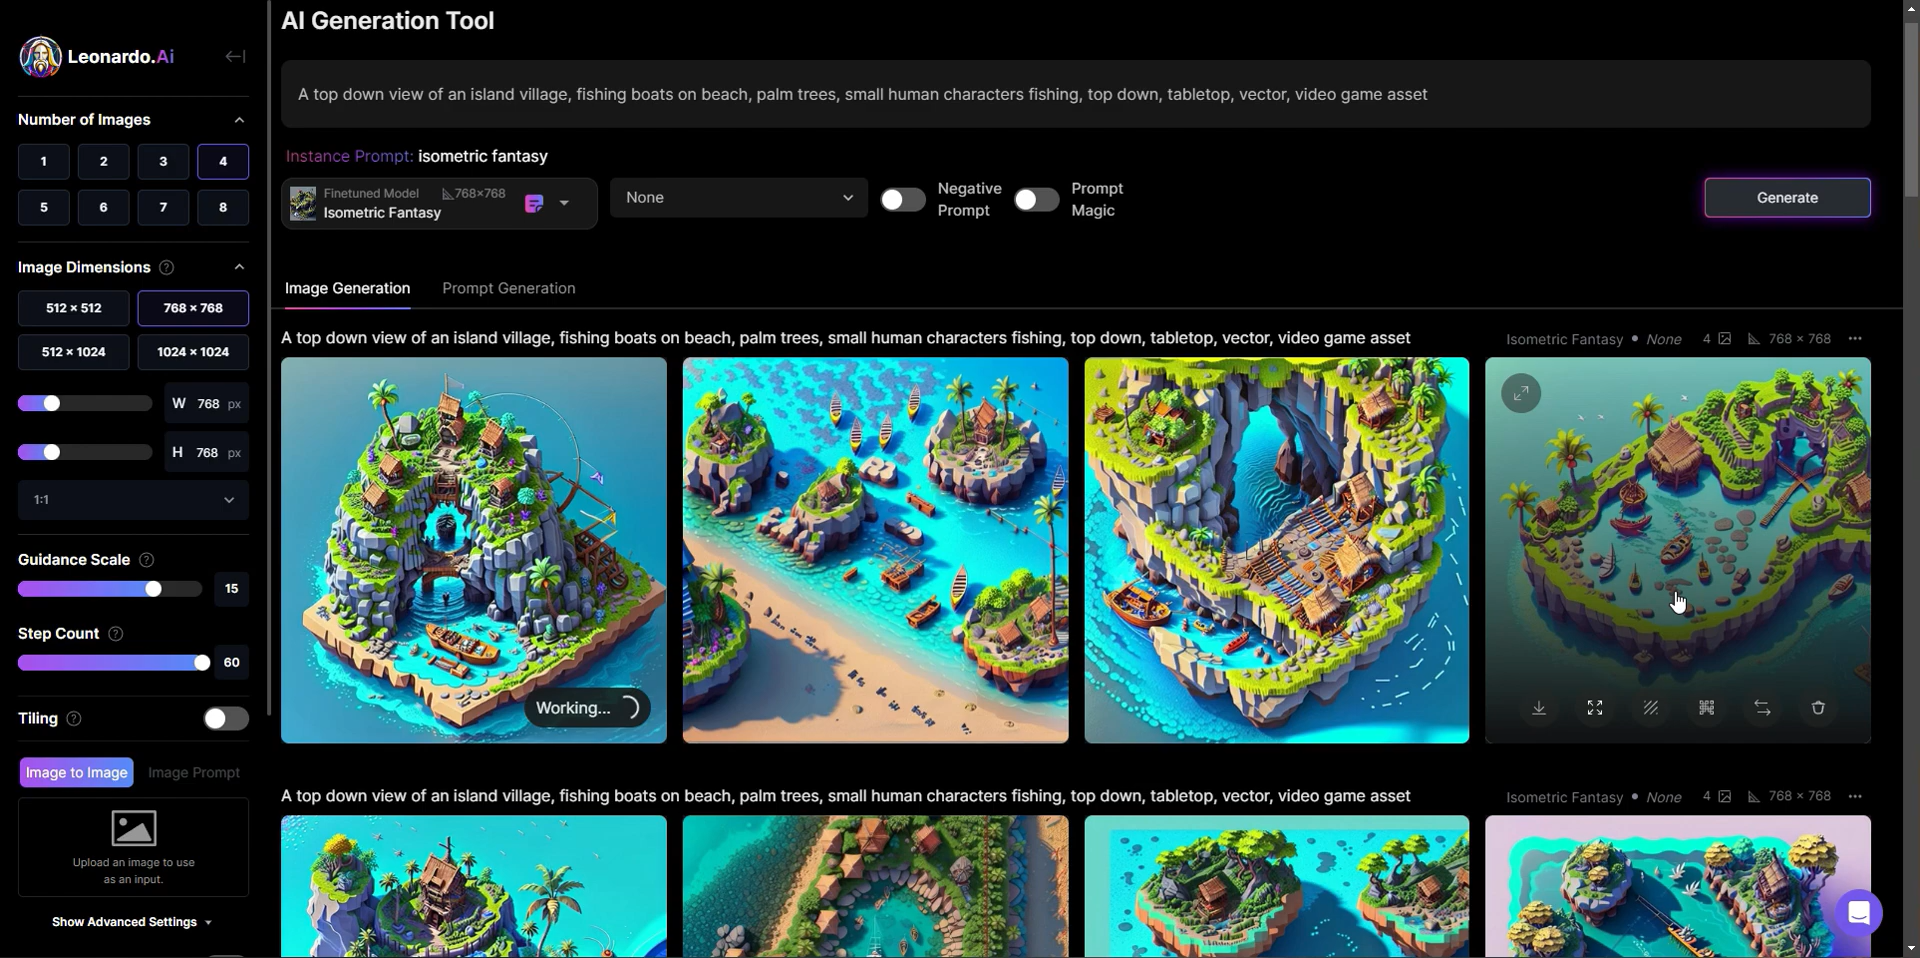 AI Generation Tool
Leonardo.Ai
A top down view of an island village, fishing boats on beach, palm trees, small human characters fishing, top down, tabletop, vector, video game asset
Number of Images
1 2 3 4
5 6 7 8
Instance Prompt: isometric fantasy
Finetuned Model 768×768
Isometric Fantasy
None
Negative
Prompt
Prompt
Magic
Generate
Image Dimensions ?
512 × 512 768 × 768
512 × 1024 1024 × 1024
W 768 px
H 768 px
1:1
Guidance Scale ?
15
Step Count ?
60
Tiling ?
Image to Image Image Prompt
Upload an image to use
as an input.
Show Advanced Settings
Image Generation Prompt Generation
A top down view of an island village, fishing boats on beach, palm trees, small human characters fishing, top down, tabletop, vector, video game asset
Isometric Fantasy • None 4 768 × 768 ...
Working...
A top down view of an island village, fishing boats on beach, palm trees, small human characters fishing, top down, tabletop, vector, video game asset
Isometric Fantasy • None 4 768 × 768 ...